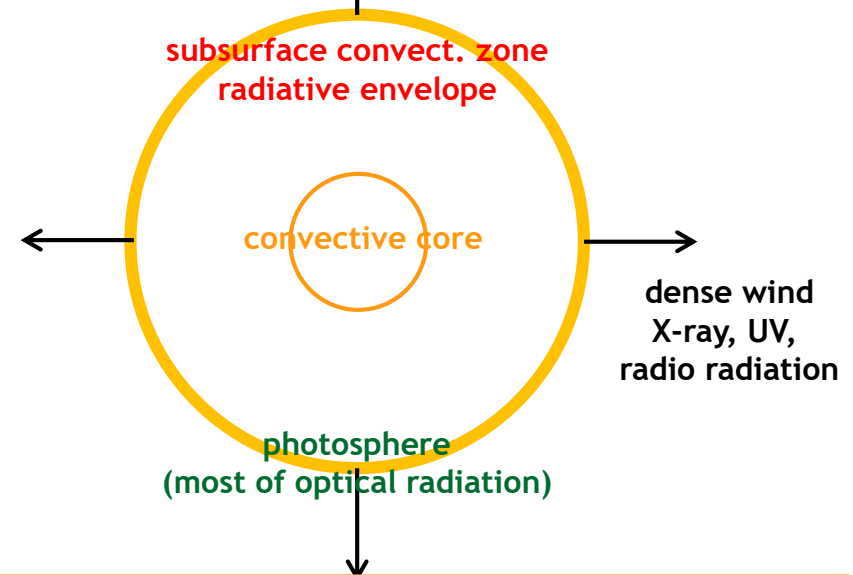 subsurface convect. zone
radiative envelope
convective core
dense wind
X-ray, UV,
radio radiation
photosphere
(most of optical radiation)